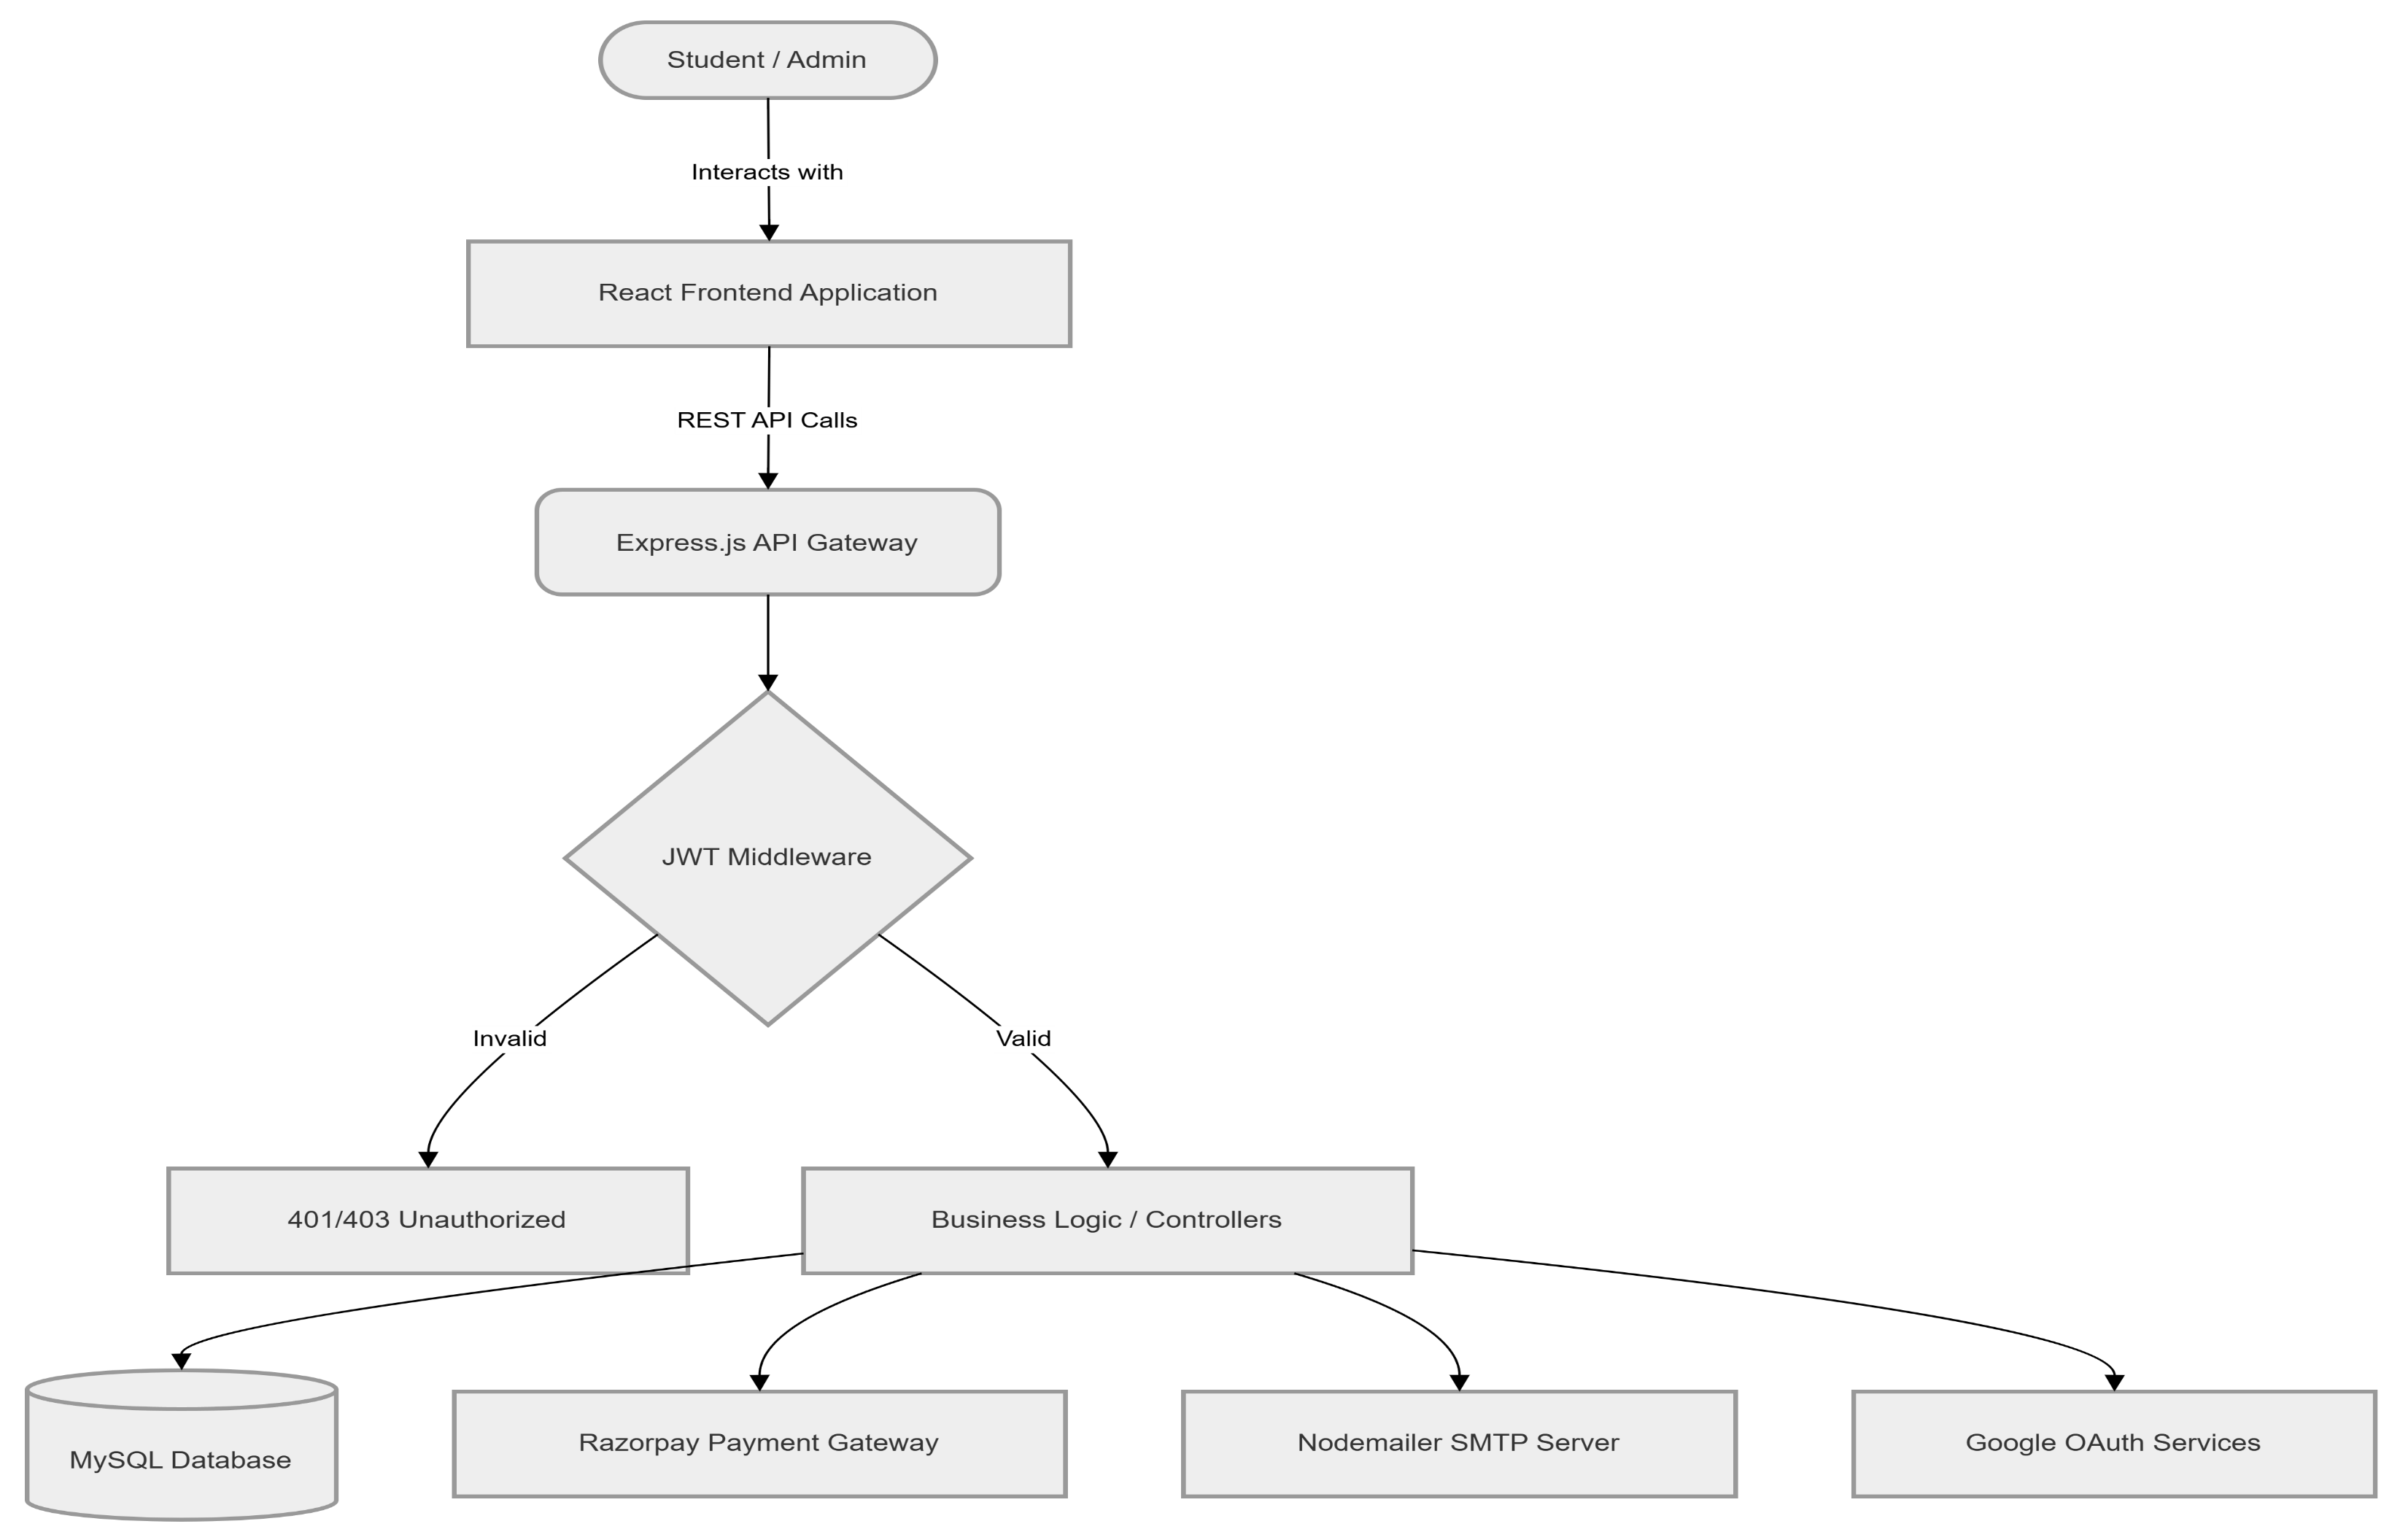 Student / Admin
Interacts with
React Frontend Application
REST API Calls
Express.js API Gateway
JWT Middleware
Invalid
Valid
401/403 Unauthorized
Business Logic / Controllers
MySQL Database
Razorpay Payment Gateway
Nodemailer SMTP Server
Google OAuth Services